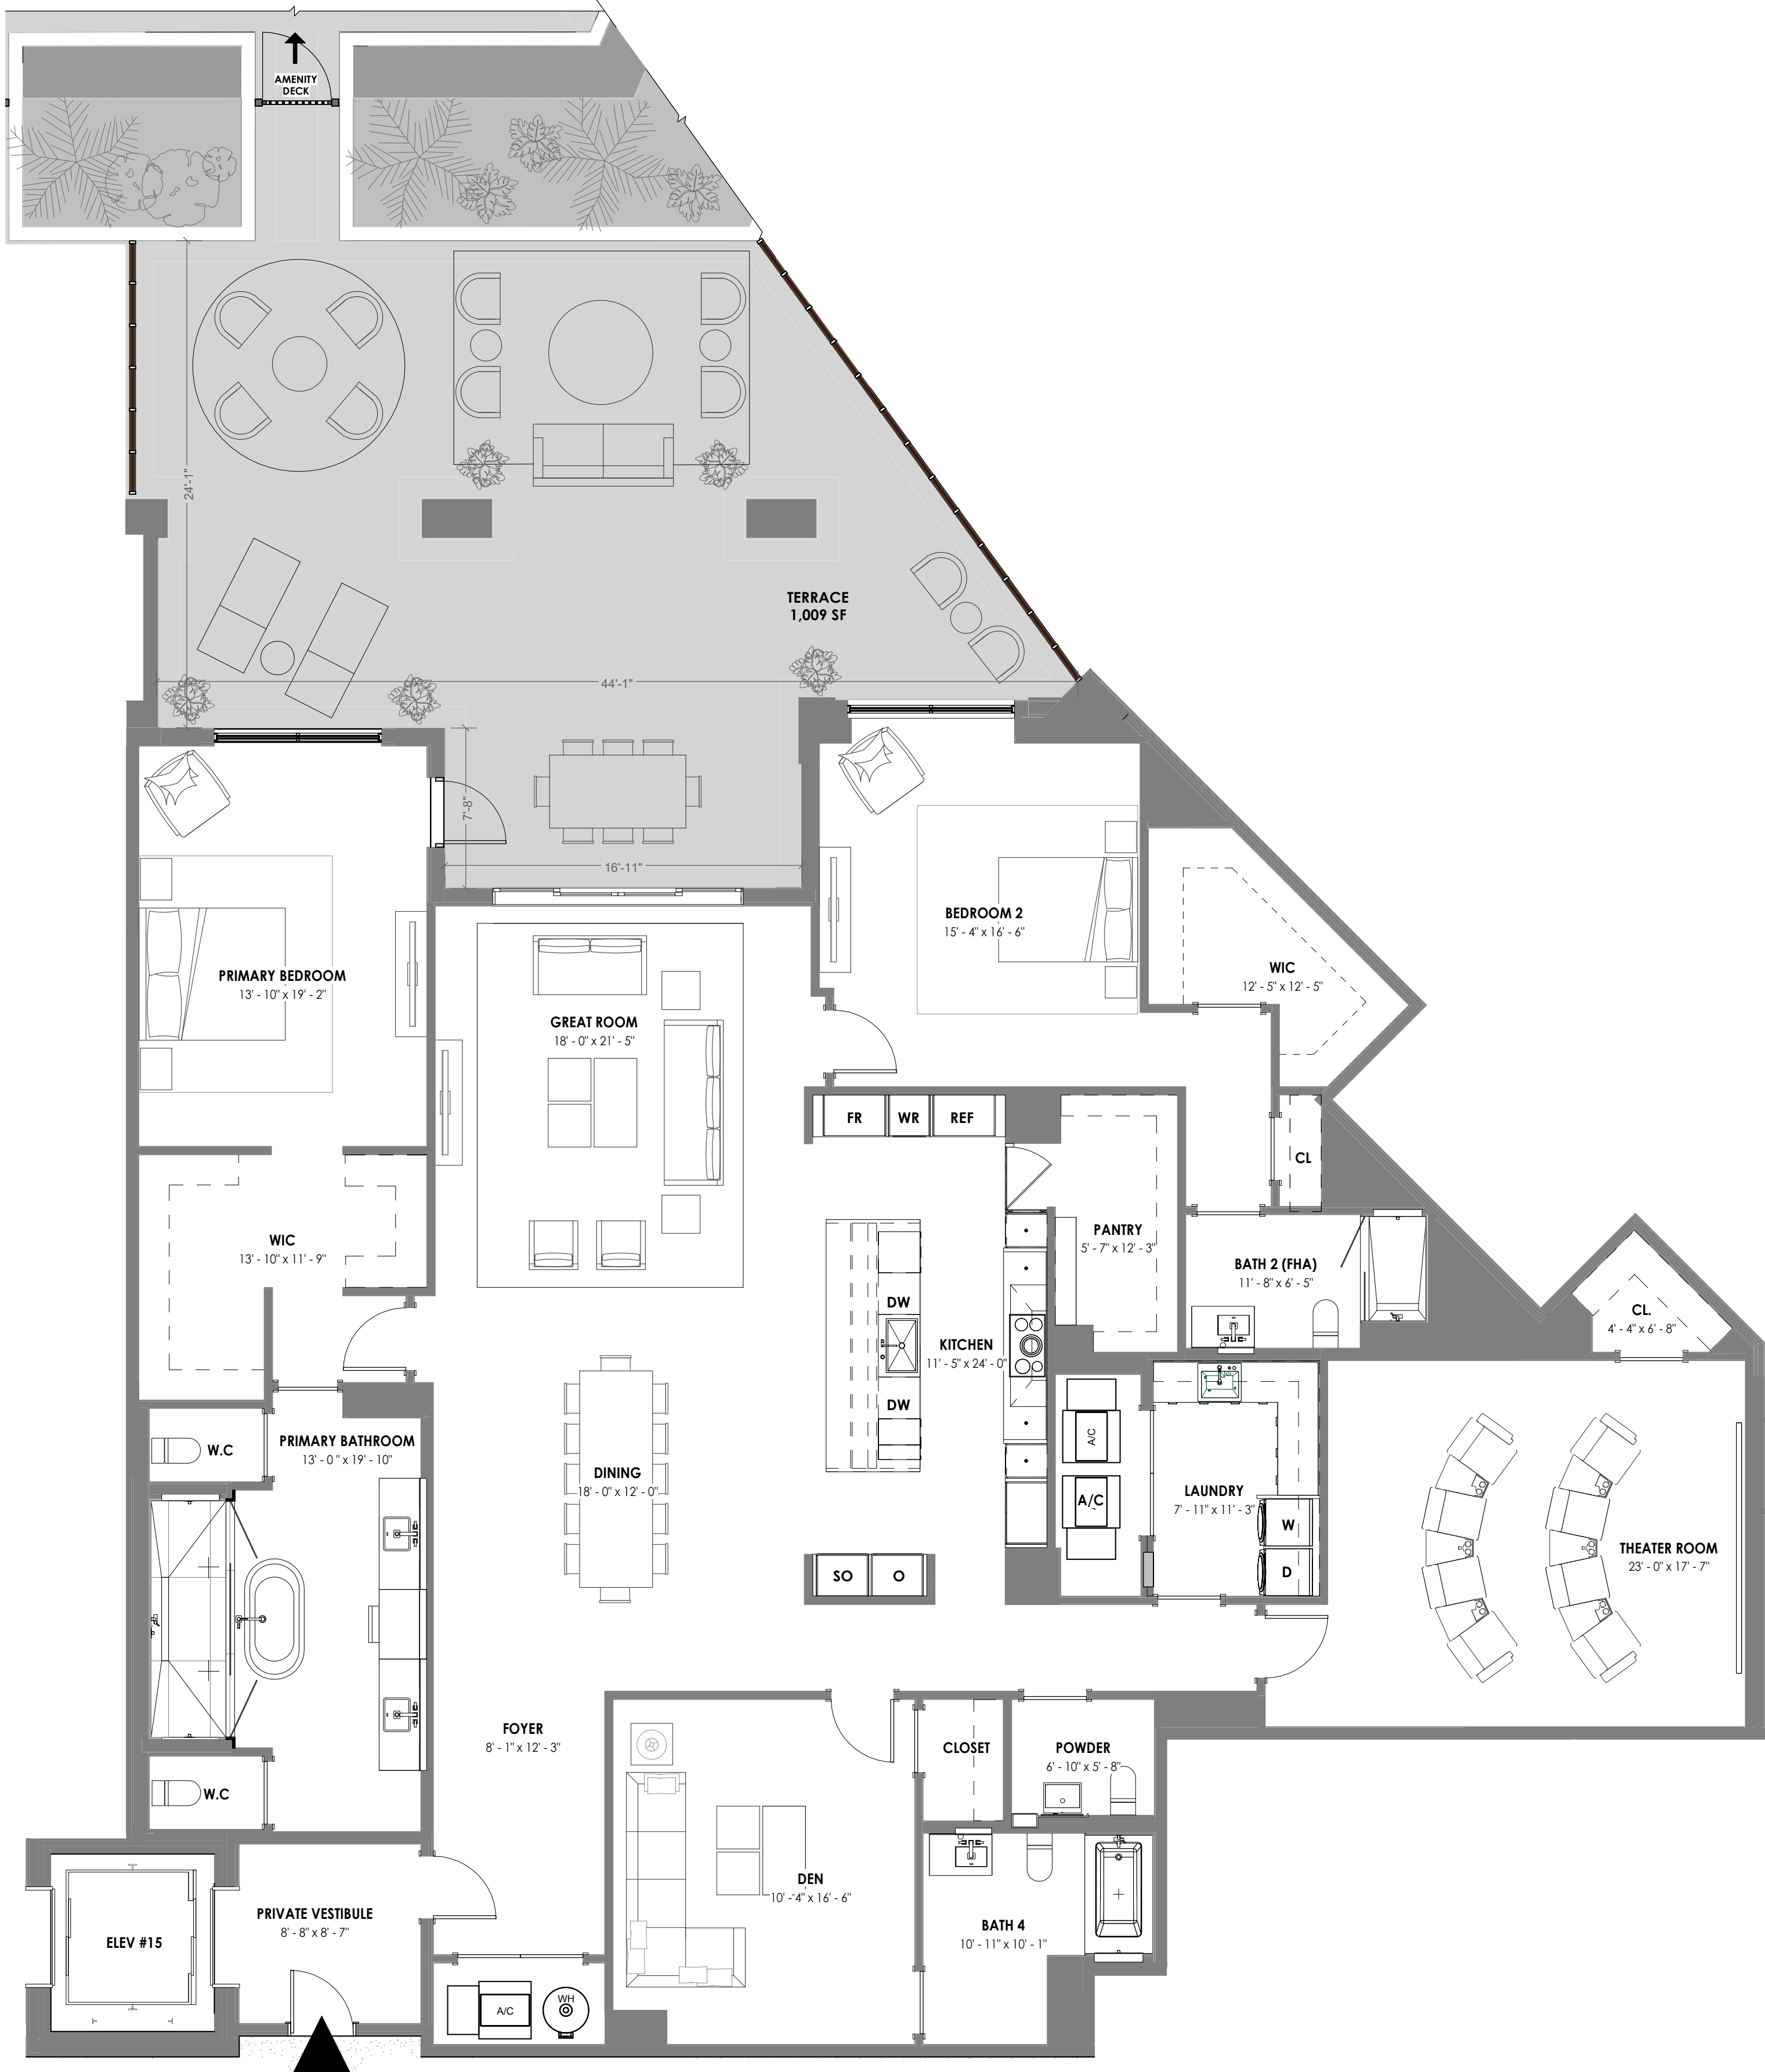 AMENITY
DECK
24'-1"
TERRACE
1,009 SF
44'-1"
7'-8"
16'-11"
BEDROOM 2
15' - 4" x 16' - 6"
WIC
12' - 5" x 12' - 5"
PRIMARY BEDROOM
13' - 10" x 19' - 2"
GREAT ROOM
18' - 0" x 21' - 5"
FR
WR
REF
CL
WIC
13' - 10" x 11' - 9"
PANTRY
5' - 7" x 12' - 3"
BATH 2 (FHA)
11' - 8" x 6' - 5"
CL.
4' - 4" x 6' - 8"
DW
KITCHEN
11' - 5" x 24' - 0"
DW
W.C
PRIMARY BATHROOM
13' - 0 " x 19' - 10"
A/C
DINING
18' - 0" x 12' - 0"
A/C
LAUNDRY
7' - 11" x 11' - 3"
W
D
THEATER ROOM
23' - 0" x 17' - 7"
SO
O
FOYER
8' - 1" x 12' - 3"
CLOSET
POWDER
6' - 10" x 5' - 8"
W.C
DEN
10' - 4" x 16' - 6"
PRIVATE VESTIBULE
8' - 8" x 8' - 7"
BATH 4
10' - 11" x 10' - 1"
ELEV #15
A/C
WH